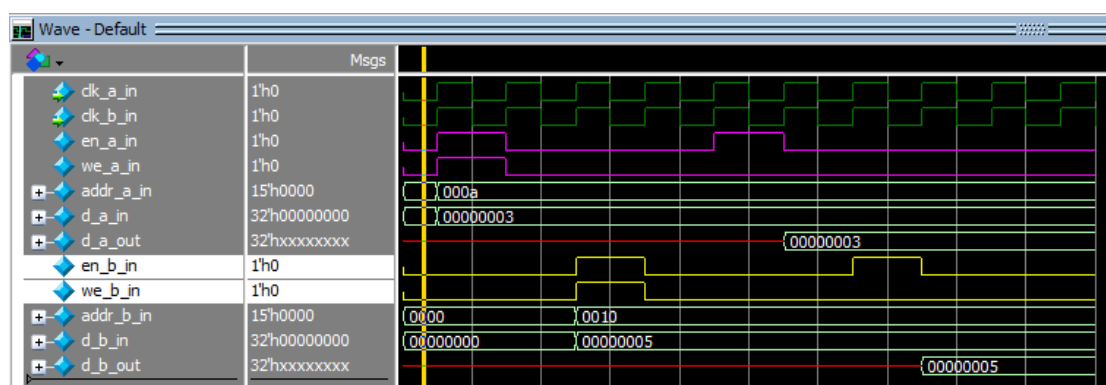 Wave - Default
Msgs
clk_a_in 1'h0
clk_b_in 1'h0
en_a_in 1'h0
we_a_in 1'h0
addr_a_in 15'h0000 000a
d_a_in 32'h00000000 00000003
d_a_out 32'hxxxxxxxx 00000003
en_b_in 1'h0
we_b_in 1'h0
addr_b_in 15'h0000 0000 0010
d_b_in 32'h00000000 00000000 00000005
d_b_out 32'hxxxxxxxx 00000005